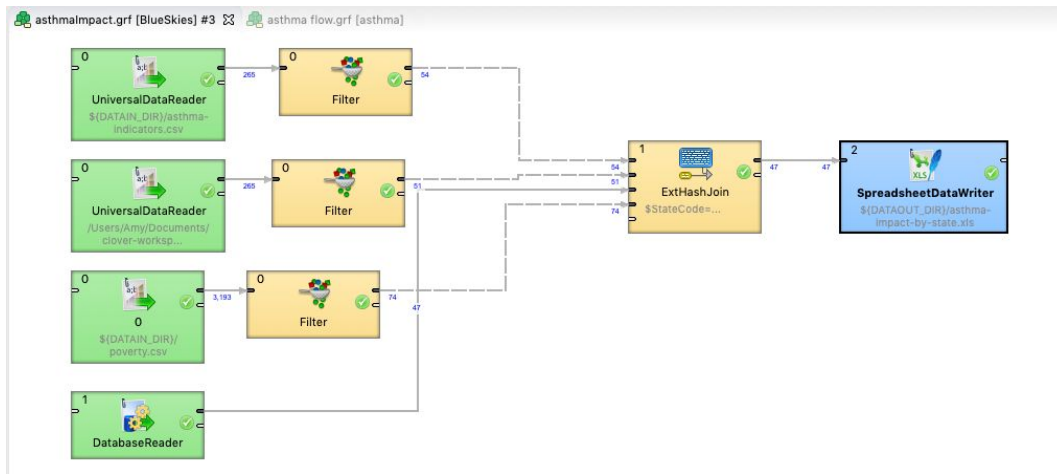 asthmaImpact.grf [BlueSkies] #3
asthma flow.grf [asthma]
0
a;b;
UniversalDataReader
${DATAIN_DIR}/asthma-
indicators.csv
265
0
Filter
54
0
a;b;
UniversalDataReader
/Users/Amy/Documents/
clover-worksp...
265
0
Filter
51
0
a;b;
0
${DATAIN_DIR}/
poverty.csv
3,193
0
Filter
74
47
1
DatabaseReader
1
54
51
74
ExtHashJoin
$StateCode=...
47
47
2
XLS
SpreadsheetDataWriter
${DATAOUT_DIR}/asthma-
impact-by-state.xls